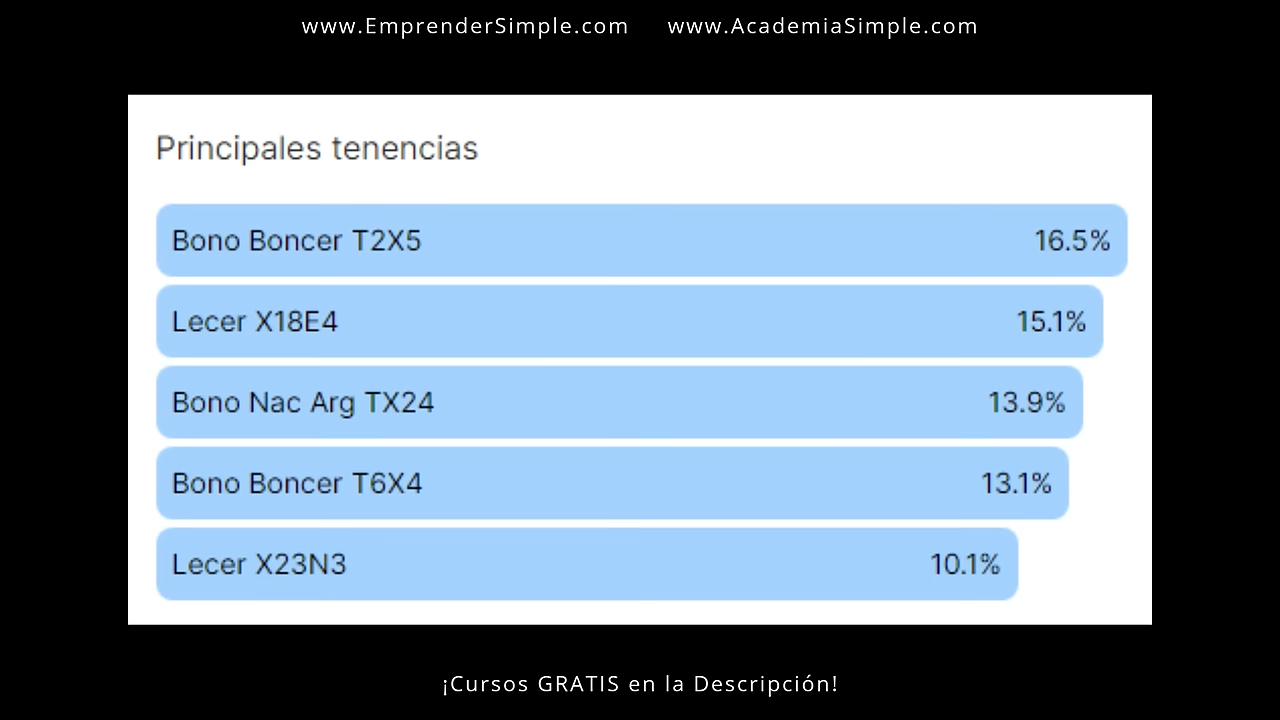 www.EmprenderSimple.com www.AcademiaSimple.com
Principales tenencias
Bono Boncer T2X5 16.5%
Lecer X18E4 15.1%
Bono Nac Arg TX24 13.9%
Bono Boncer T6X4 13.1%
Lecer X23N3 10.1%
¡Cursos GRATIS en la Descripción!